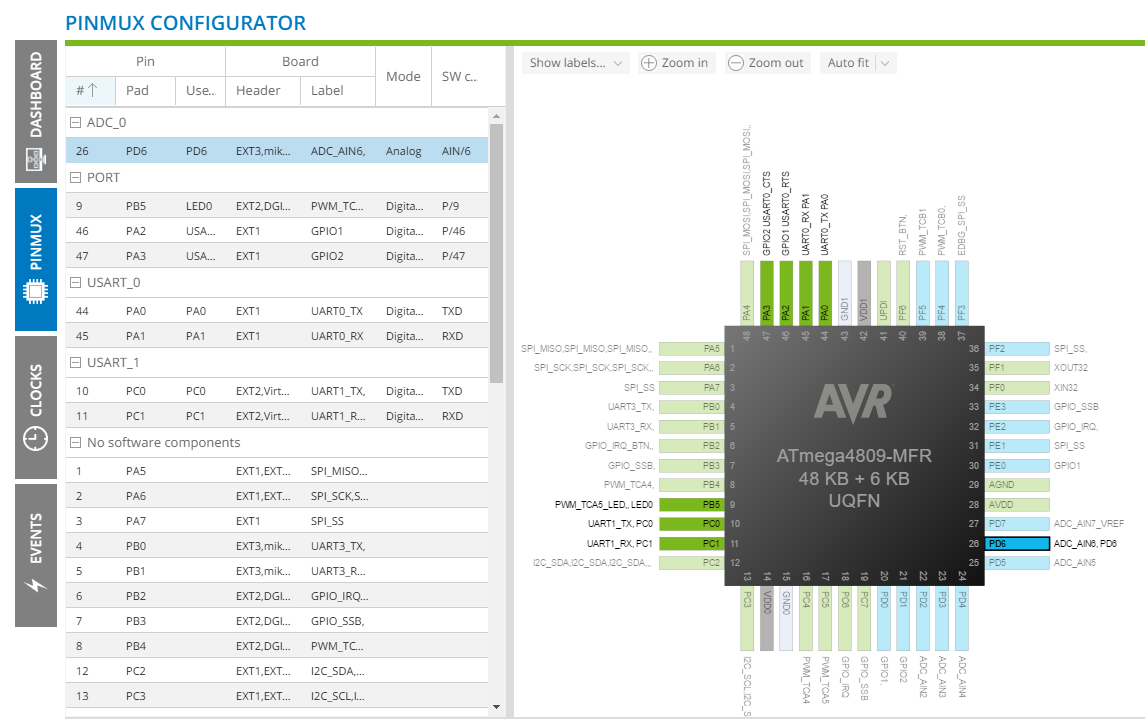 PINMUX CONFIGURATOR
DASHBOARD
PINMUX
CLOCKS
EVENTS
Pin Board Mode SW c...
# Pad Use... Header Label
ADC_0
26 PD6 PD6 EXT3,mik... ADC_AIN6, Analog AIN/6
PORT
9 PB5 LED0 EXT2,DGI... PWM_TC... Digita... P/9
46 PA2 USA... EXT1 GPIO1 Digita... P/46
47 PA3 USA... EXT1 GPIO2 Digita... P/47
USART_0
44 PA0 PA0 EXT1 UART0_TX Digita... TXD
45 PA1 PA1 EXT1 UART0_RX Digita... RXD
USART_1
10 PC0 PC0 EXT2,Virt... UART1_TX, Digita... TXD
11 PC1 PC1 EXT2,Virt... UART1_R... Digita... RXD
No software components
1 PA5 EXT1,EXT... SPI_MISO...
2 PA6 EXT1,EXT... SPI_SCK,S...
3 PA7 EXT1 SPI_SS
4 PB0 EXT3,mik... UART3_TX,
5 PB1 EXT3,mik... UART3_R...
6 PB2 EXT2,DGI... GPIO_IRQ...
7 PB3 EXT2,DGI... GPIO_SSB,
8 PB4 EXT2,DGI... PWM_TC...
12 PC2 EXT1,EXT... I2C_SDA,...
13 PC3 EXT1,EXT... I2C_SCL,I...
Show labels... Zoom in Zoom out Auto fit
SPI_MOSI,SPI_MOSI,SPI_MOSI,, PA4 48
GPIO2 USART0_CTS PA3 47
GPIO1 USART0_RTS PA2 46
UART0_RX PA1 PA1 45
UART0_TX PA0 PA0 44
GND1 43
VDD1 42
UPDI 41
RST_BTN, PF6 40
PWM_TCB1 PF5 39
PWM_TCB0, PF4 38
EDBG_SPI_SS PF3 37
SPI_MISO,SPI_MISO,SPI_MISO,, PA5 1
SPI_SCK,SPI_SCK,SPI_SCK,, PA6 2
SPI_SS PA7 3
UART3_TX, PB0 4
UART3_RX, PB1 5
GPIO_IRQ_BTN,, PB2 6
GPIO_SSB, PB3 7
PWM_TCA4, PB4 8
PWM_TCA5_LED,, LED0 PB5 9
UART1_TX, PC0 PC0 10
UART1_RX, PC1 PC1 11
I2C_SDA,I2C_SDA,I2C_SDA,,, PC2 12
AVR
ATmega4809-MFR
48 KB + 6 KB
UQFN
36 PF2 SPI_SS,
35 PF1 XOUT32
34 PF0 XIN32
33 PE3 GPIO_SSB
32 PE2 GPIO_IRQ,
31 PE1 SPI_SS
30 PE0 GPIO1
29 AGND
28 AVDD
27 PD7 ADC_AIN7_VREF
26 PD6 ADC_AIN6, PD6
25 PD5 ADC_AIN5
13 PC3 I2C_SCL,I2C_S
14 VDD0
15 GND0
16 PC4 PWM_TCA4
17 PC5 PWM_TCA5
18 PC6 GPIO_IRQ
19 PC7 GPIO_SSB
20 PD0 GPIO1,
21 PD1 GPIO2
22 PD2 ADC_AIN2
23 PD3 ADC_AIN3
24 PD4 ADC_AIN4